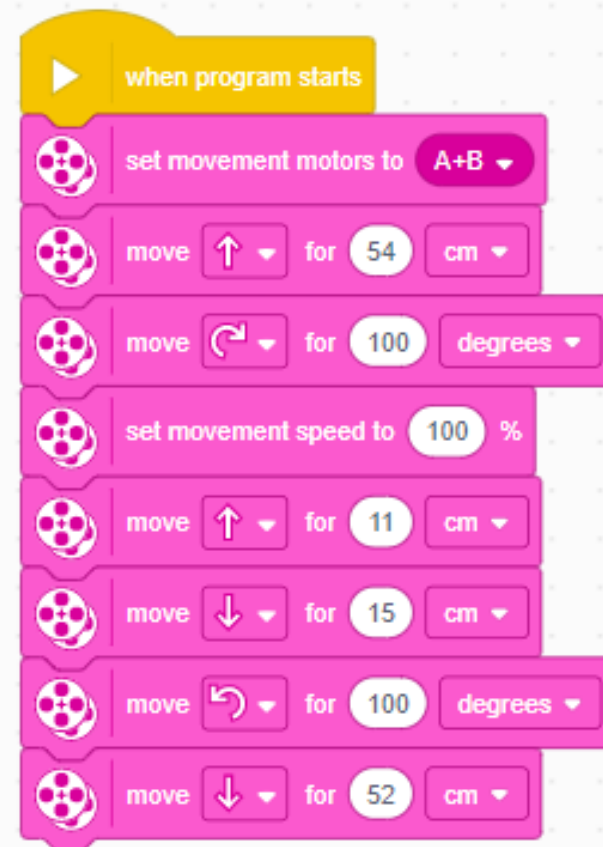 when program starts
set movement motors to A+B
move for 54 cm
move for 100 degrees
set movement speed to 100 %
move for 11 cm
move for 15 cm
move for 100 degrees
move for 52 cm